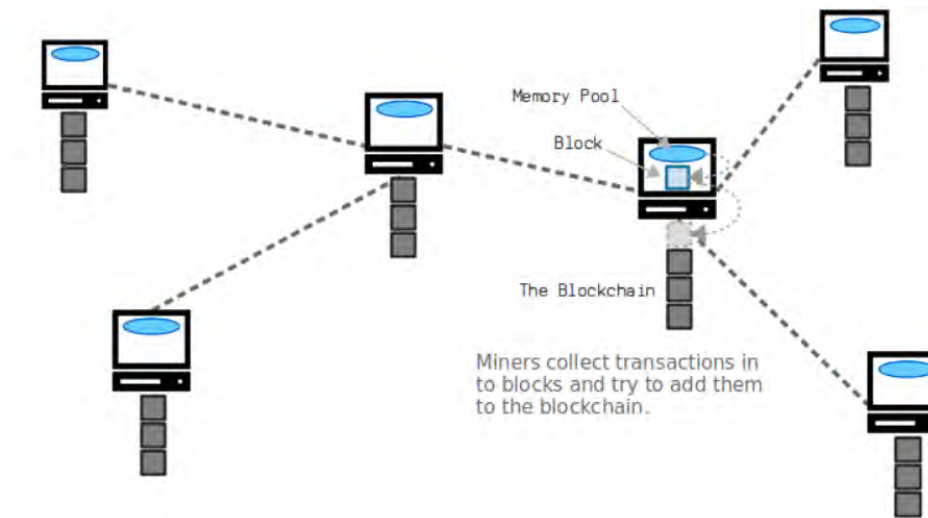 Memory Pool
Block
The Blockchain
Miners collect transactions in
to blocks and try to add them
to the blockchain.